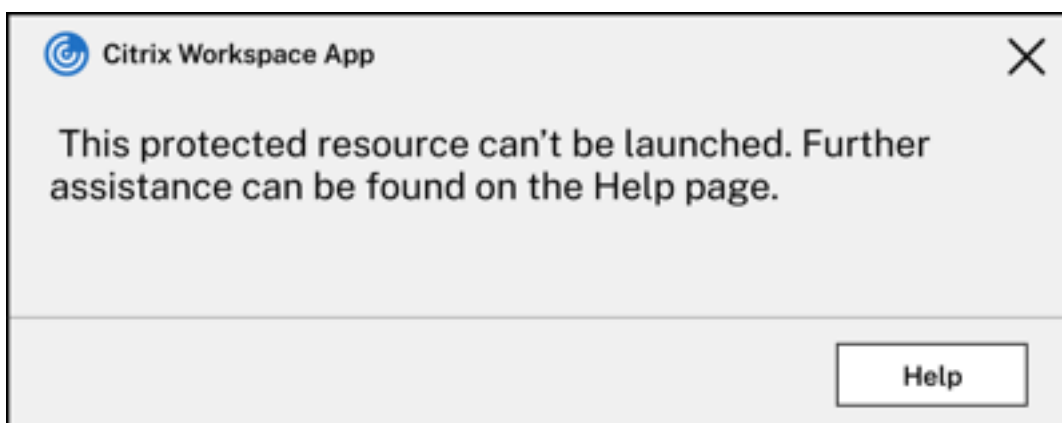 Citrix Workspace App
This protected resource can’t be launched. Further
assistance can be found on the Help page.
Help